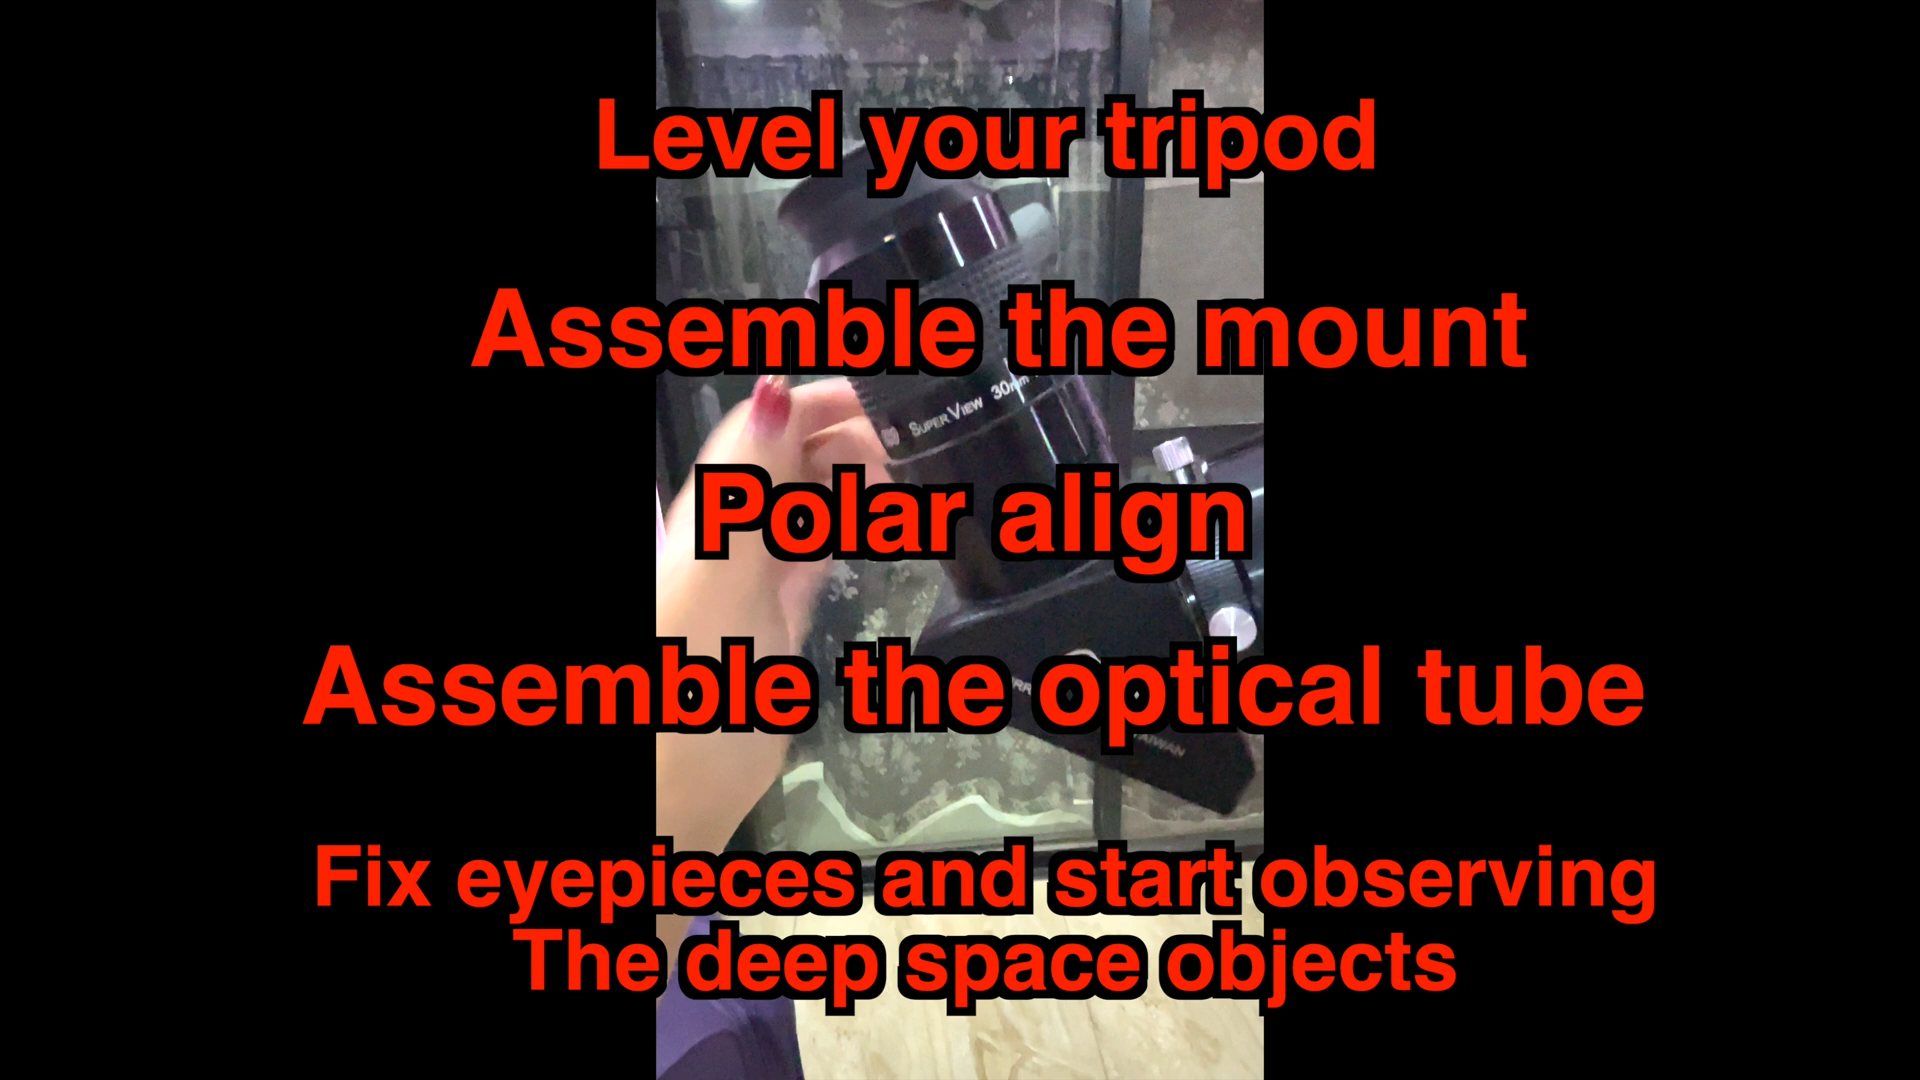 Level your tripod
Assemble the mount
SUPERVIEW 30mm
Polar align
Assemble the optical tube
TAIWAN
Fix eyepieces and start observing
The deep space objects